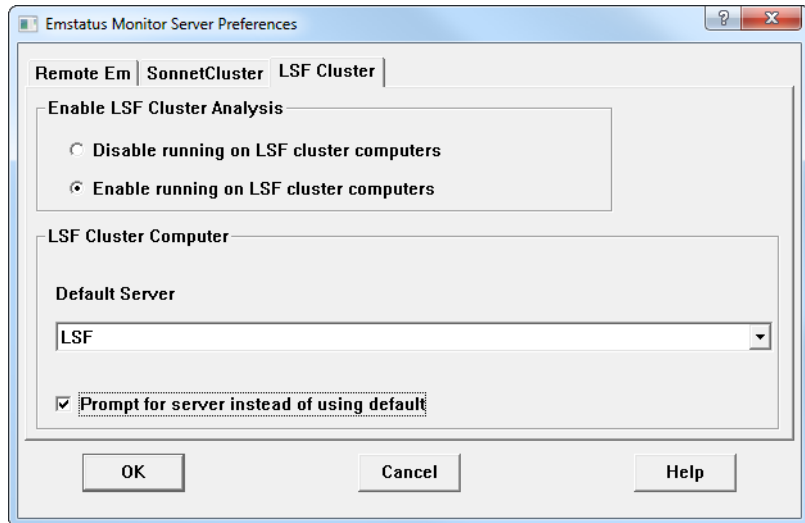 Emstatus Monitor Server Preferences
Remote Em SonnetCluster LSF Cluster
Enable LSF Cluster Analysis
Disable running on LSF cluster computers
Enable running on LSF cluster computers
LSF Cluster Computer
Default Server
LSF
Prompt for server instead of using default
OK Cancel Help